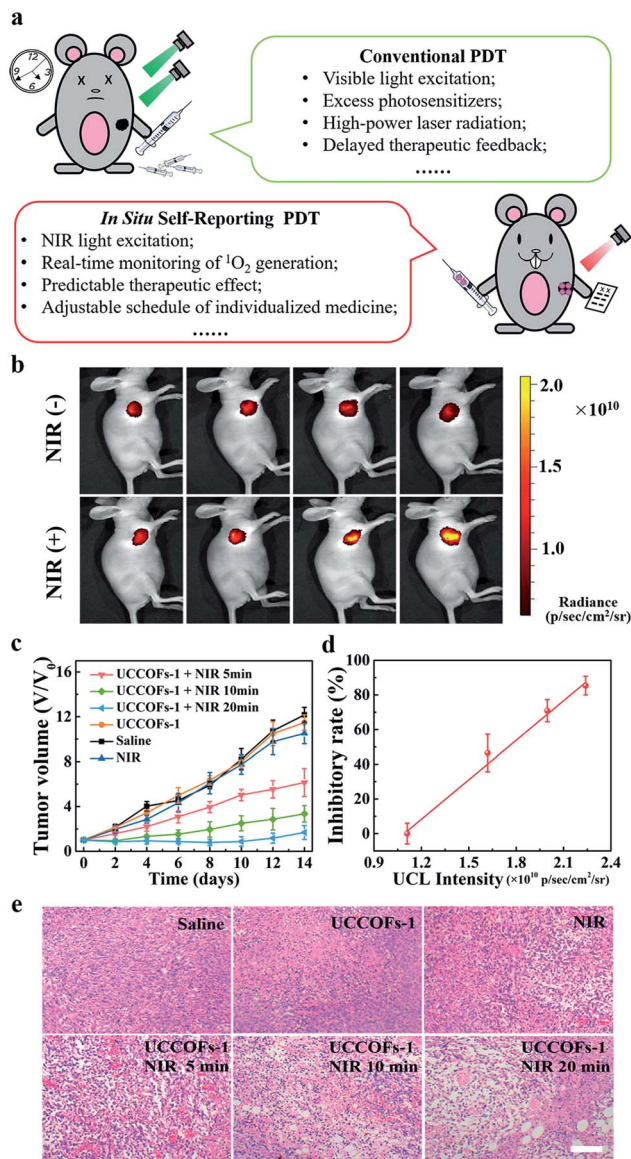 a
12
9
3
6
x x
Conventional PDT
• Visible light excitation;
• Excess photosensitizers;
• High-power laser radiation;
• Delayed therapeutic feedback;
......
In Situ Self-Reporting PDT
• NIR light excitation;
• Real-time monitoring of ¹O₂ generation;
• Predictable therapeutic effect;
• Adjustable schedule of individualized medicine;
......
x x
b
NIR (-)
NIR (+)
2.0
×10¹⁰
1.5
1.0
Radiance
(p/sec/cm²/sr)
c
Tumor volume (V/V₀)
16
12
8
4
0
UCCOFs-1 + NIR 5min
UCCOFs-1 + NIR 10min
UCCOFs-1 + NIR 20min
UCCOFs-1
Saline
NIR
0 2 4 6 8 10 12 14
Time (days)
d
Inhibitory rate (%)
100
80
60
40
20
0
0.9 1.2 1.5 1.8 2.1 2.4
UCL Intensity (×10¹⁰ p/sec/cm²/sr)
e
Saline
UCCOFs-1
NIR
UCCOFs-1
NIR 5 min
UCCOFs-1
NIR 10 min
UCCOFs-1
NIR 20 min